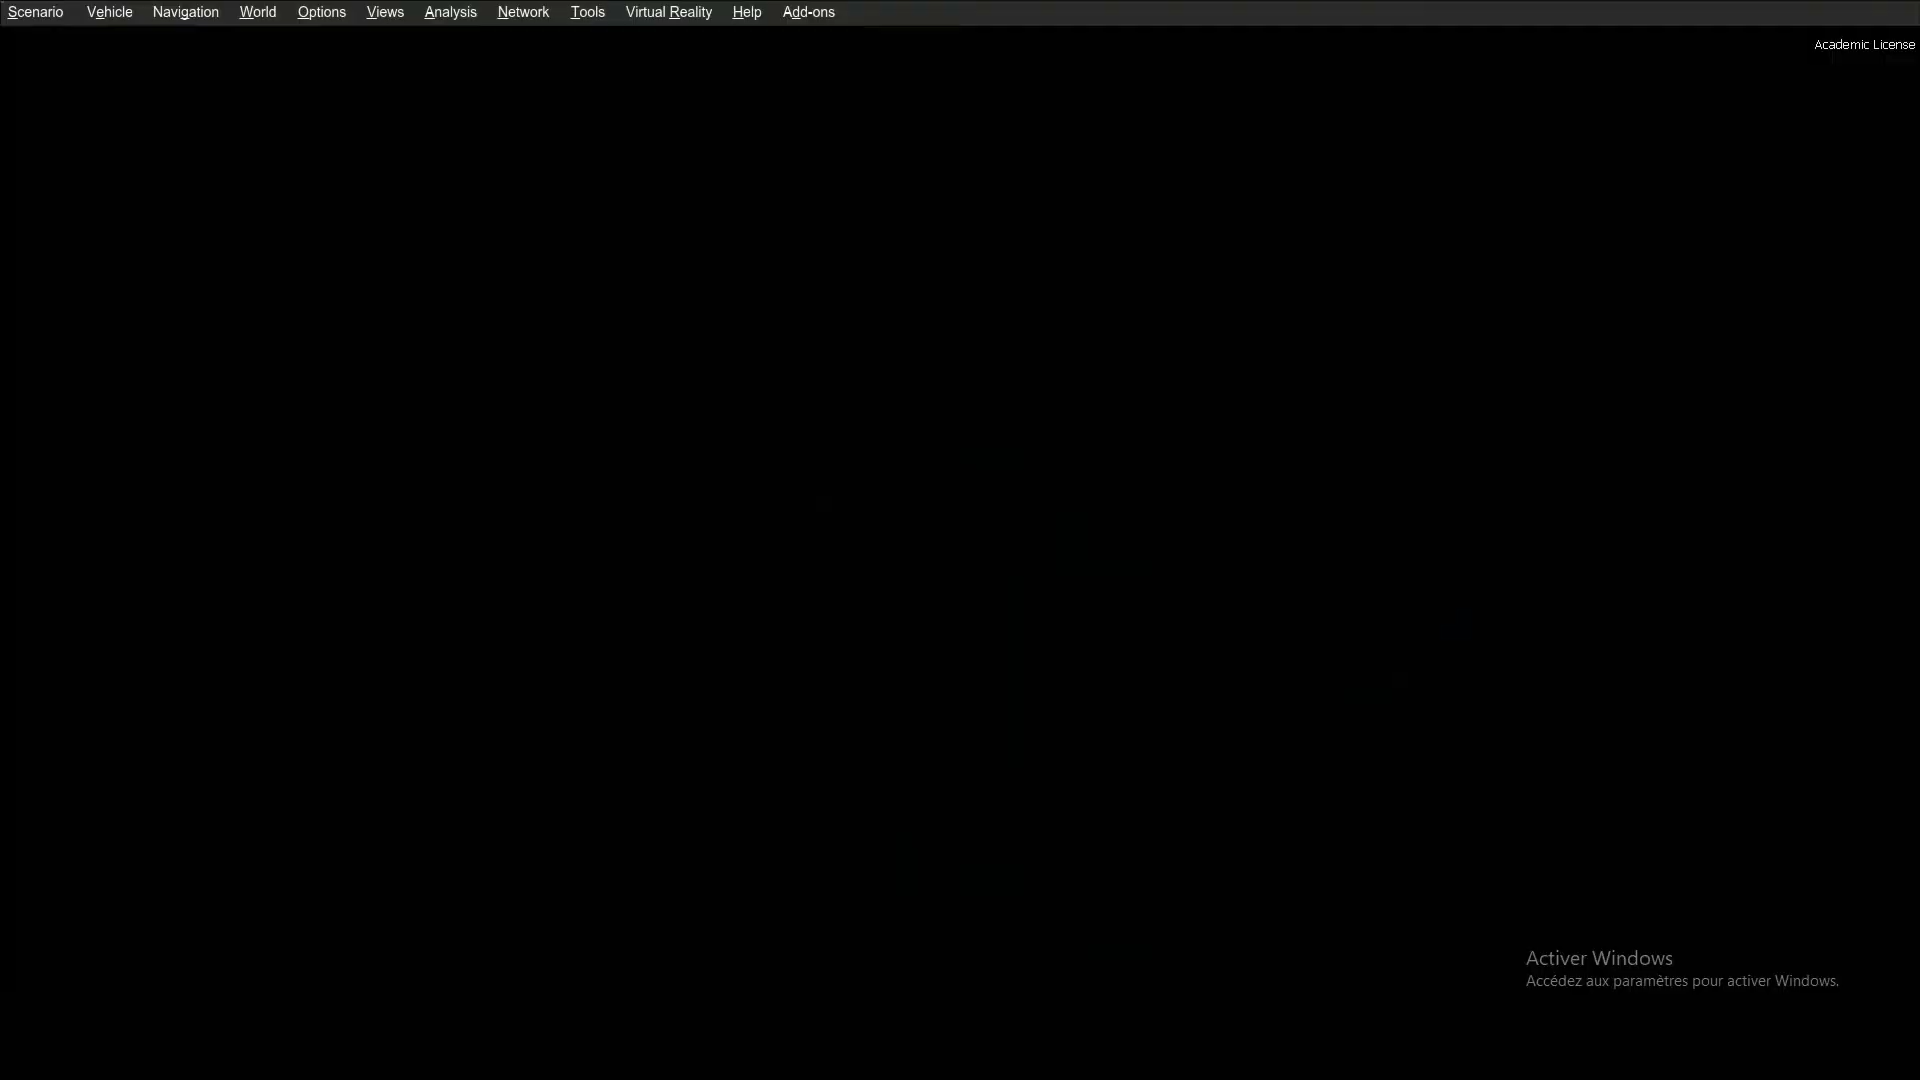 Scenario Vehicle Navigation World Options Views Analysis Network Tools Virtual Reality Help Add-ons
Academic License
Activer Windows
Accédez aux paramètres pour activer Windows.